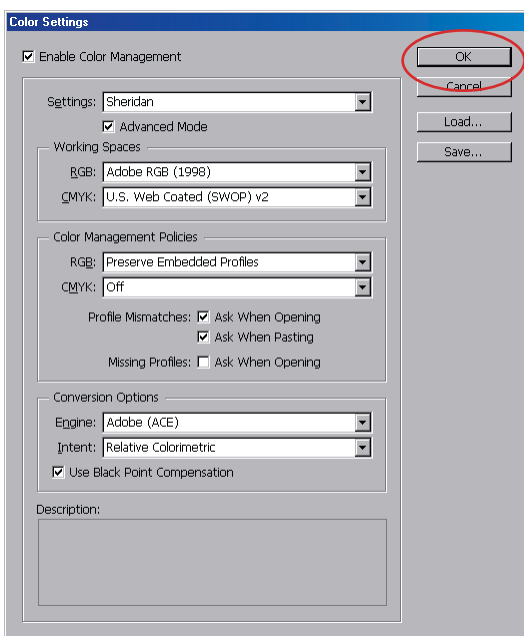 Color Settings
Enable Color Management
OK
Cancel
Load...
Save...
Settings: Sheridan
Advanced Mode
Working Spaces
RGB: Adobe RGB (1998)
CMYK: U.S. Web Coated (SWOP) v2
Color Management Policies
RGB: Preserve Embedded Profiles
CMYK: Off
Profile Mismatches: Ask When Opening
Ask When Pasting
Missing Profiles: Ask When Opening
Conversion Options
Engine: Adobe (ACE)
Intent: Relative Colorimetric
Use Black Point Compensation
Description: